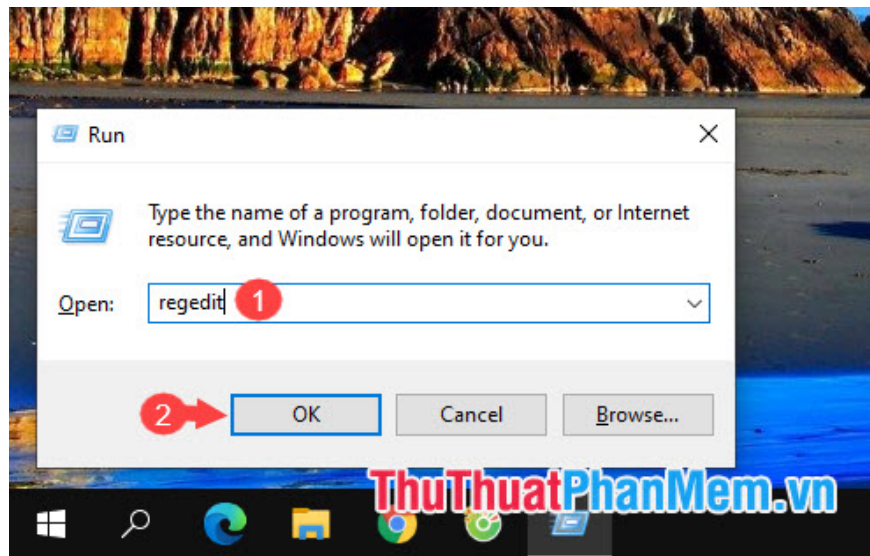 Run
Type the name of a program, folder, document, or Internet
resource, and Windows will open it for you.
Open:
regedit
1
2
OK
Cancel
Browse...
ThuThuatPhanMem.vn